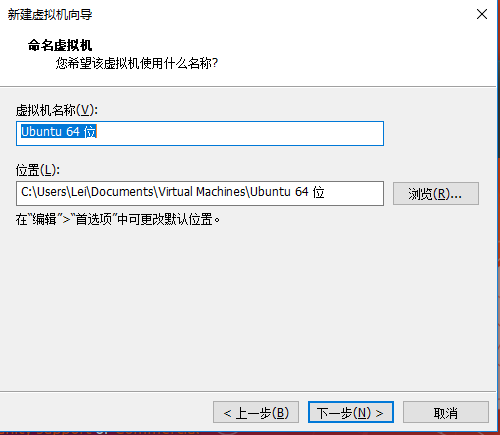 新建虚拟机向导
命名虚拟机
您希望该虚拟机使用什么名称?
虚拟机名称(V):
Ubuntu 64 位
位置(L):
C:\Users\Lei\Documents\Virtual Machines\Ubuntu 64 位
浏览(R)...
在“编辑”>“首选项”中可更改默认位置。
< 上一步(B)
下一步(N) >
取消